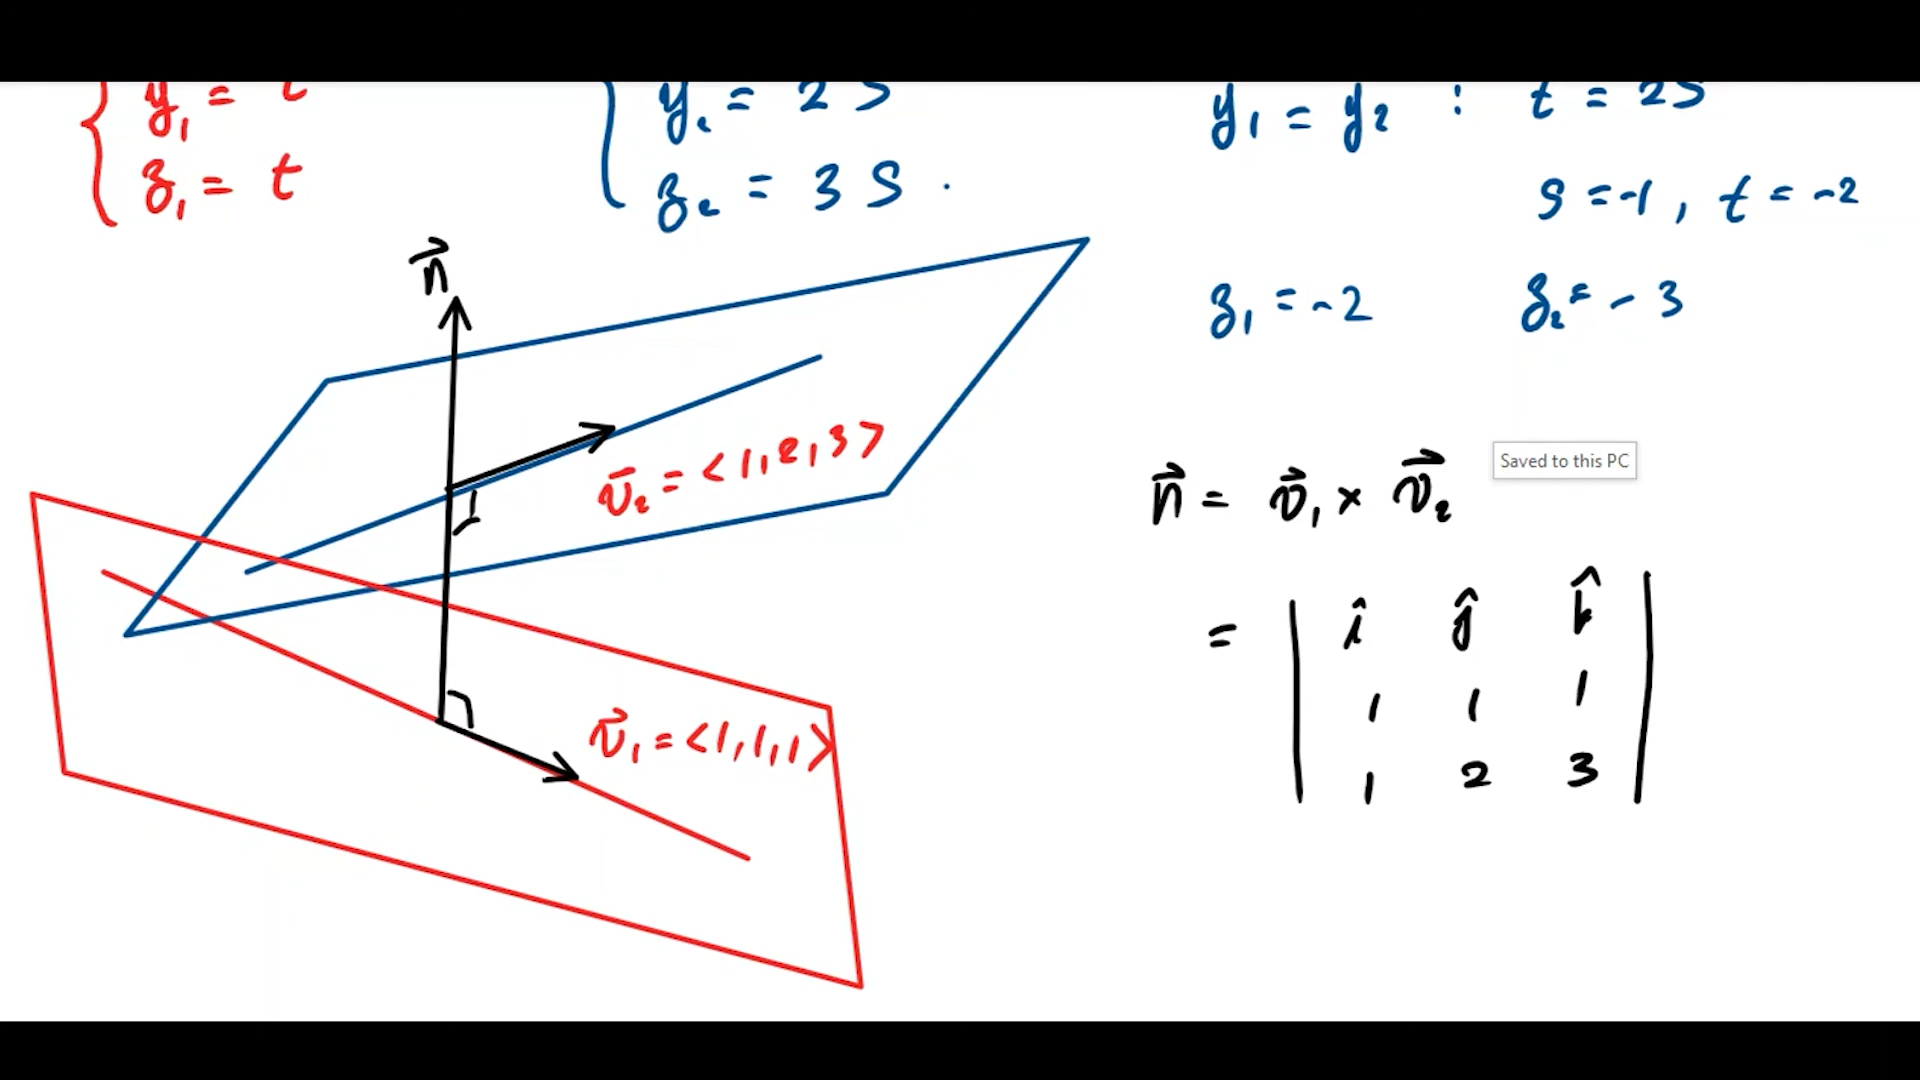 y₁ = t
z₁ = t
y₂ = 2S
z₂ = 3S.
y₁ = y₂ : t = 2S
S = -1, t = -2
z₁ = -2 z₂ = -3
n⃗
v⃗₂ = <1,2,3>
v⃗₁ = <1,1,1>
Saved to this PC
n⃗ = v⃗₁ × v⃗₂
= | î ĵ k̂ |
1 1 1
1 2 3